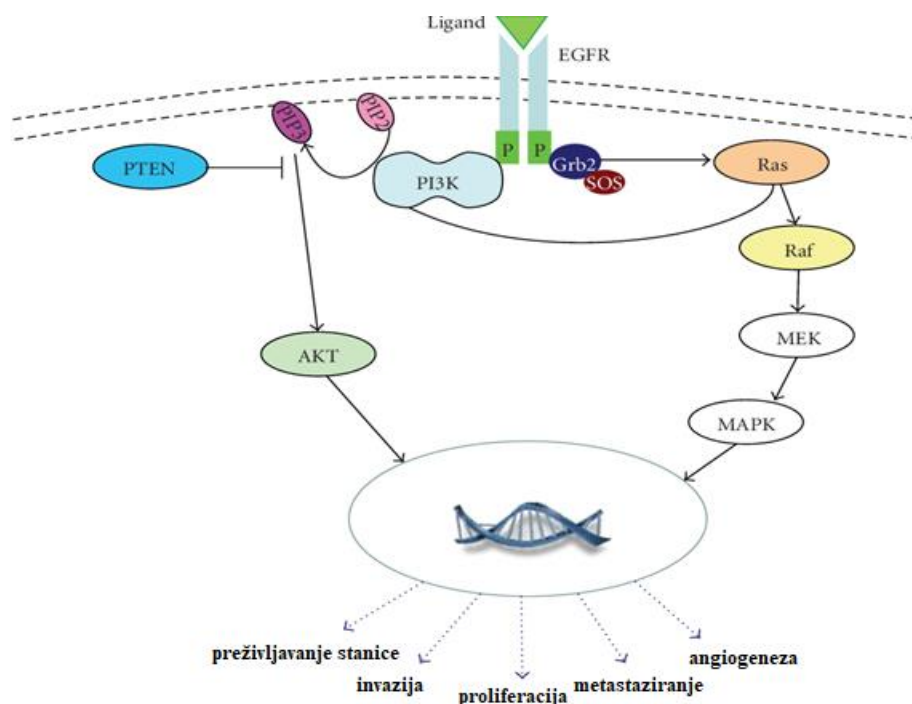 Ligand
EGFR
PIP3
PIP2
PTEN
PI3K
P
P
Grb2
SOS
Ras
Raf
AKT
MEK
MAPK
preživljavanje stanice
invazija
proliferacija
metastaziranje
angiogeneza